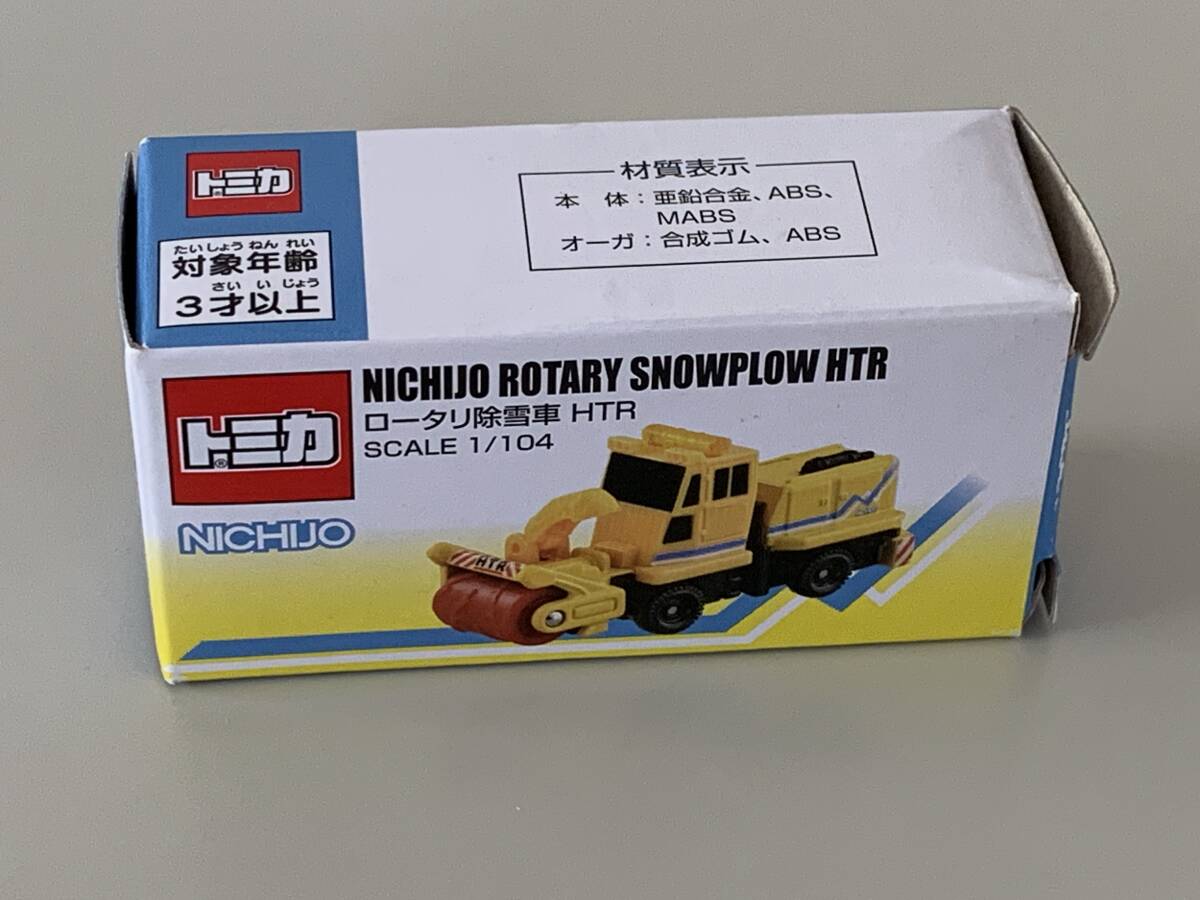 トミカ
たいしょうねんれい
対象年齢
さいいじょう
3才以上
材質表示
本　体：亜鉛合金、ABS、
MABS
オーガ：合成ゴム、ABS
トミカ®
NICHIJO
NICHIJO ROTARY SNOWPLOW HTR
ロータリ除雪車 HTR
SCALE 1/104
HTR